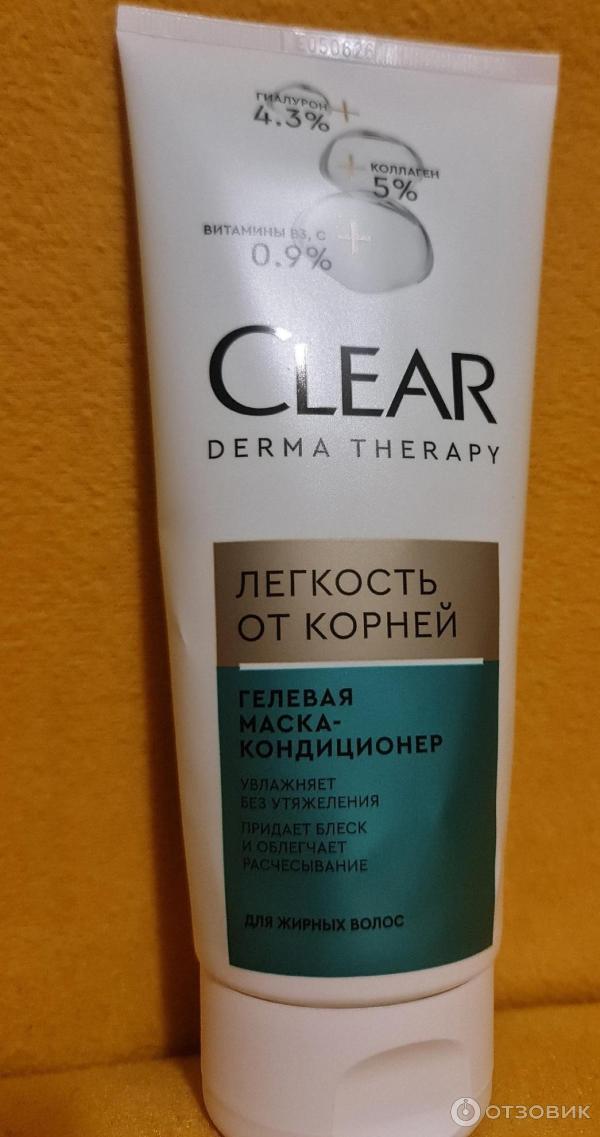 E050626
ГИАЛУРОН
4.3%
КОЛЛАГЕН
5%
ВИТАМИНЫ B3, C
0.9%
CLEAR
DERMA THERAPY
ЛЕГКОСТЬ
ОТ КОРНЕЙ
ГЕЛЕВАЯ
МАСКА-
КОНДИЦИОНЕР
УВЛАЖНЯЕТ
БЕЗ УТЯЖЕЛЕНИЯ
ПРИДАЕТ БЛЕСК
И ОБЛЕГЧАЕТ
РАСЧЕСЫВАНИЕ
ДЛЯ ЖИРНЫХ ВОЛОС
ОТЗОВИК